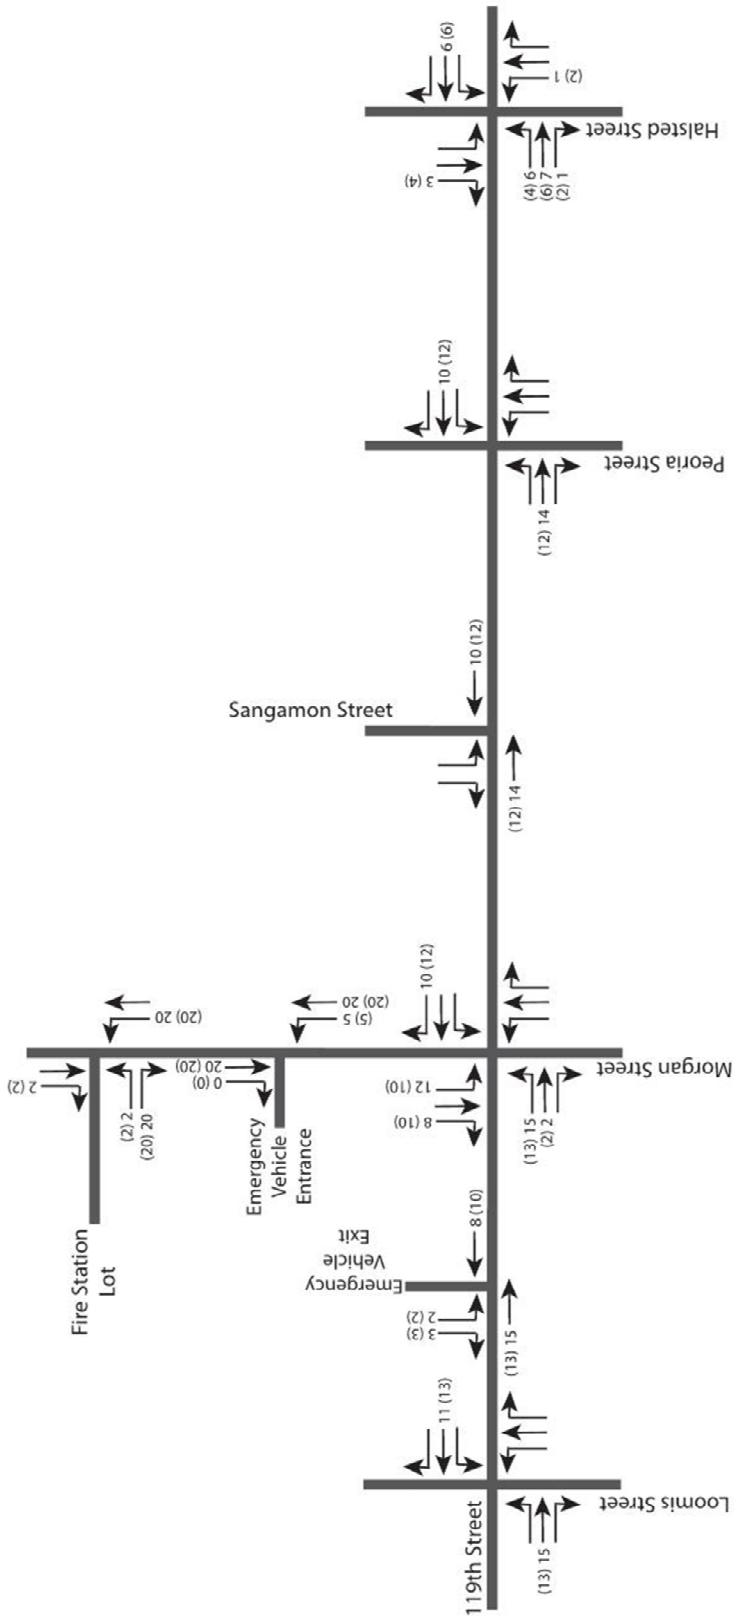 6 (6)
(2) 1
Halsted Street
3 (4)
(4) 6
(6) 7
(2) 1
10 (12)
Peoria Street
(12) 14
10 (12)
Sangamon Street
(12) 14
10 (12)
(20) 20
(20) 20
(5) 5
Morgan Street
2 (2)
(2) 2
(20) 20
20 (20)
0 (0)
Emergency
Vehicle
Entrance
12 (10)
8 (10)
(13) 15
(2) 2
Fire Station
Lot
8 (10)
Emergency
Vehicle
Exit
2 (2)
3 (3)
(13) 15
11 (13)
Loomis Street
119th Street
(13) 15